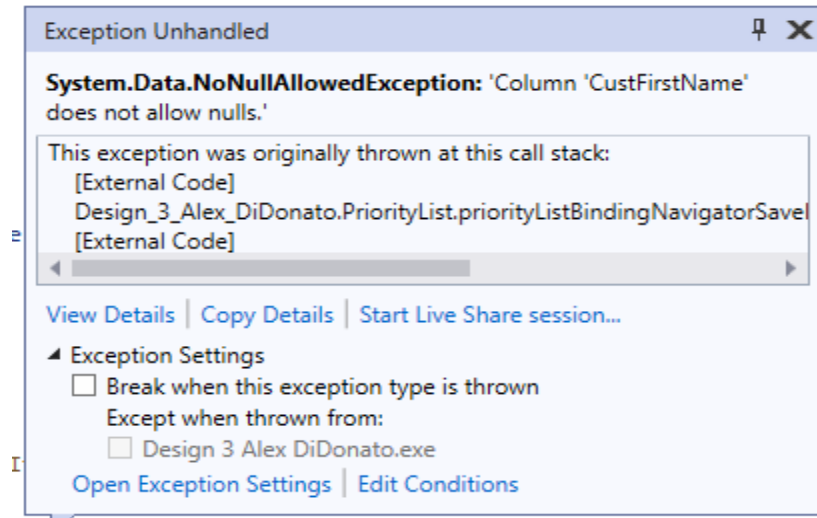 Exception Unhandled
System.Data.NoNullAllowedException: 'Column 'CustFirstName'
does not allow nulls.'
This exception was originally thrown at this call stack:
[External Code]
Design_3_Alex_DiDonato.PriorityList.priorityListBindingNavigatorSaveI
[External Code]
View Details | Copy Details | Start Live Share session...
Exception Settings
Break when this exception type is thrown
Except when thrown from:
Design 3 Alex DiDonato.exe
Open Exception Settings | Edit Conditions